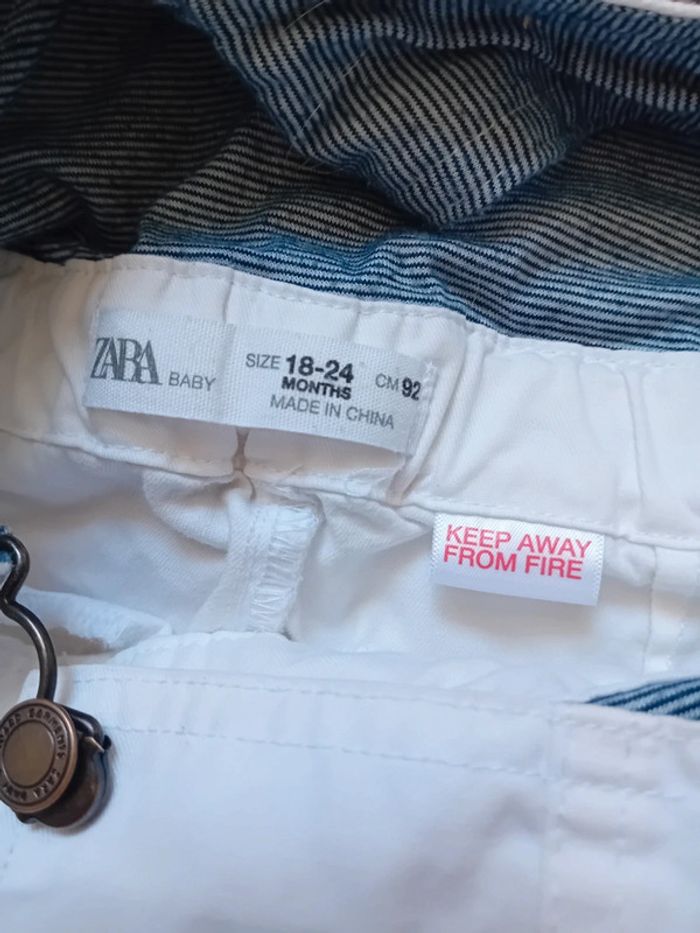 ZARA BABY
SIZE 18-24 CM 92
MONTHS
MADE IN CHINA
KEEP AWAY
FROM FIRE